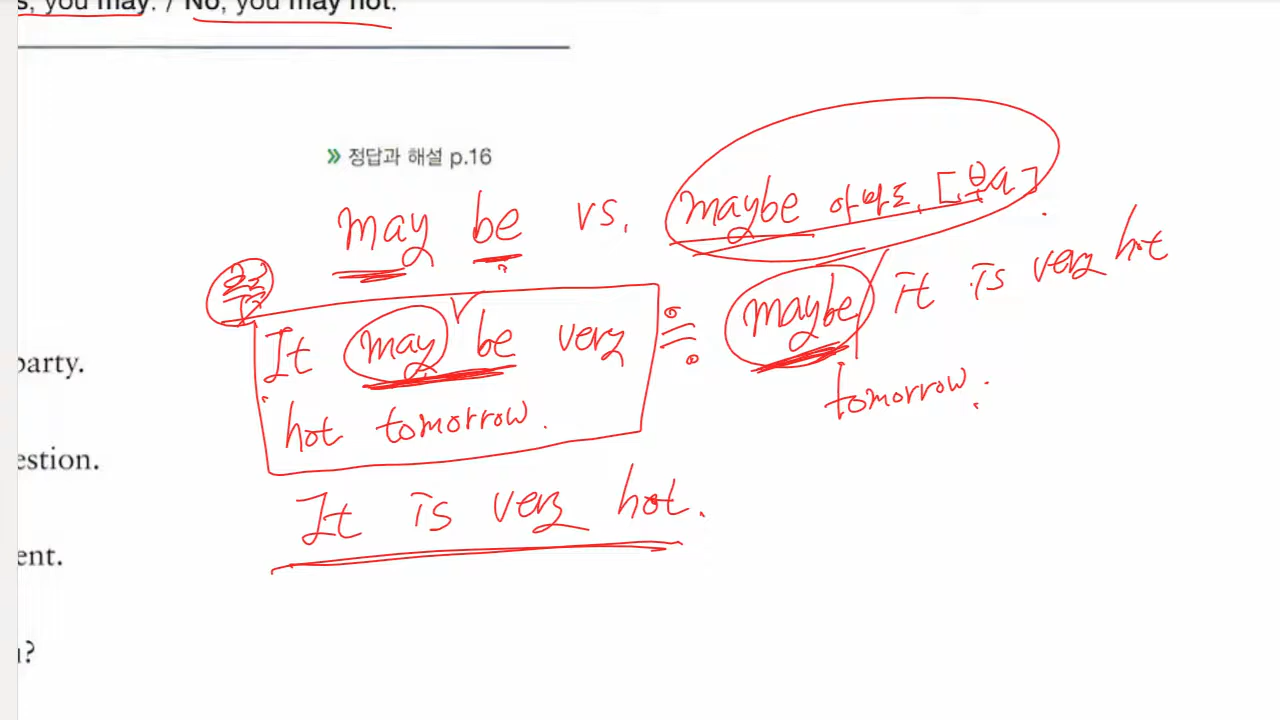 s, you may. / No, you may not.
» 정답과 해설 p.16
may be vs. maybe 아마도, [부사]
It may be very hot tomorrow. ≒ maybe it is very hot tomorrow.
party.
estion.
It is very hot.
ent.
?